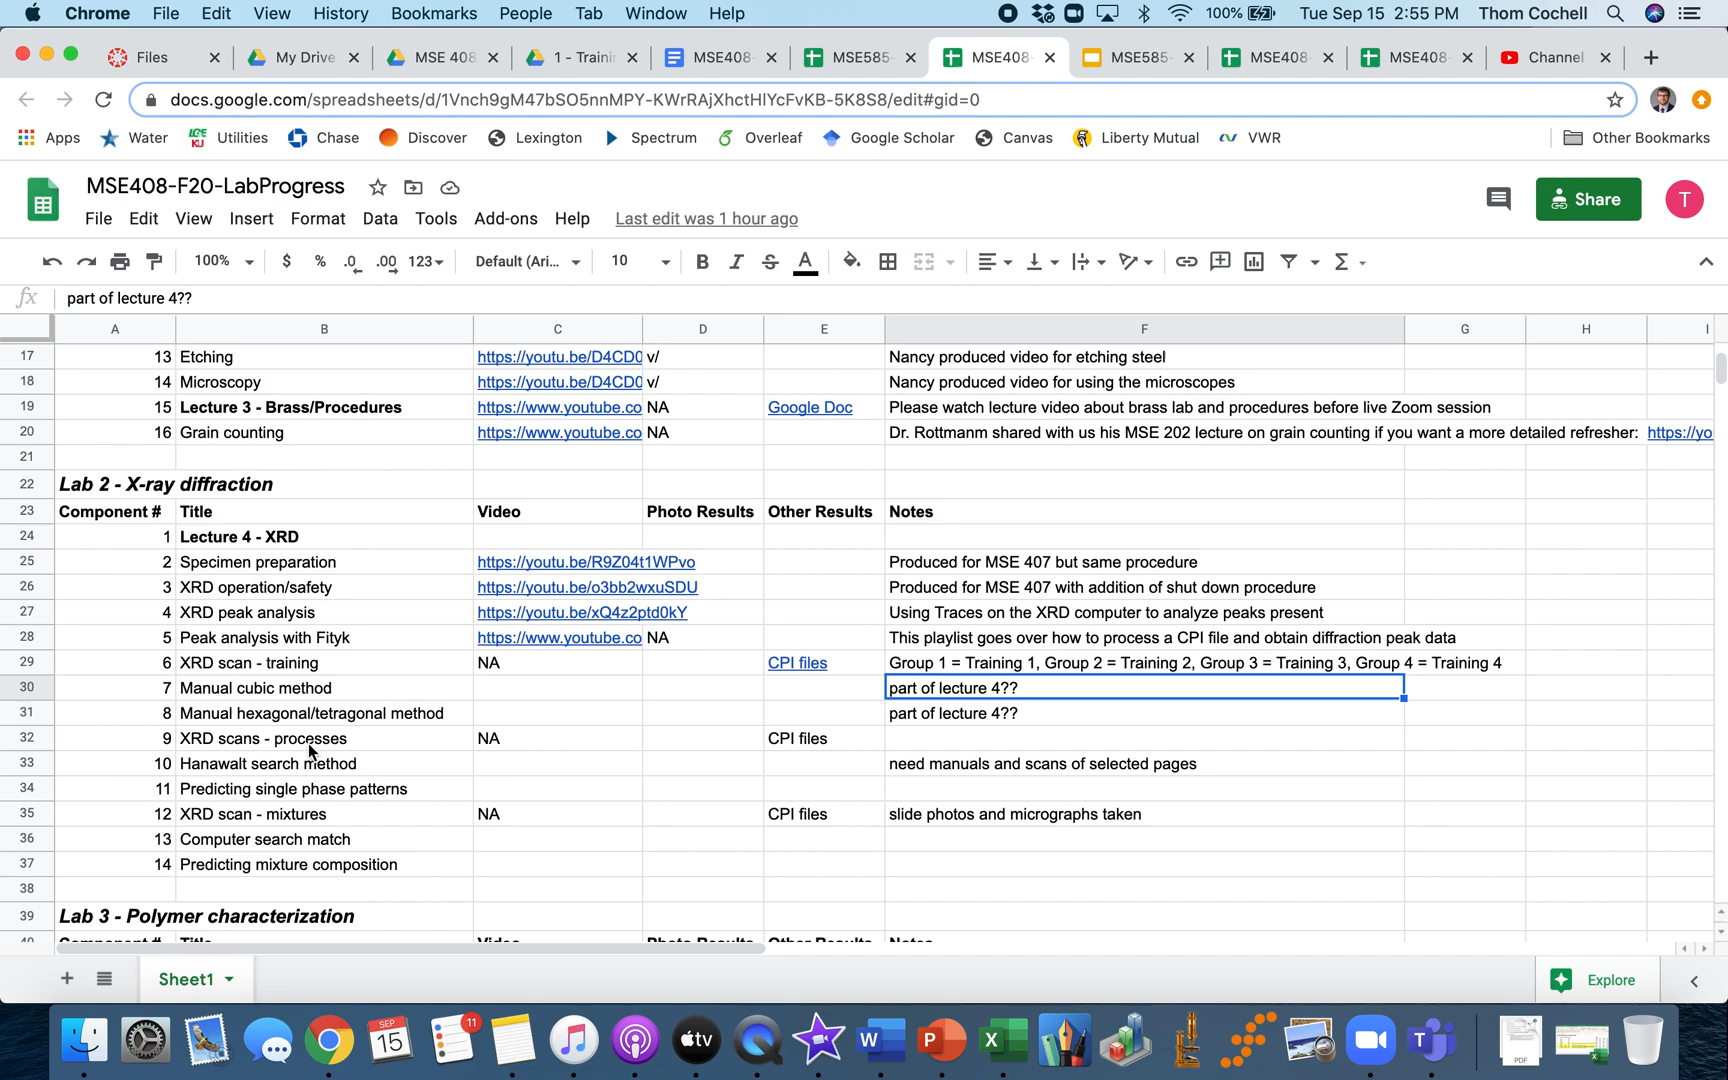 Chrome File Edit View History Bookmarks People Tab Window Help 100% Tue Sep 15 2:55 PM Thom Cochell
Files My Drive MSE 408 1 - Trainin MSE408- MSE585- MSE408- MSE585- MSE408- MSE408- Channel
docs.google.com/spreadsheets/d/1Vnch9gM47bSO5nnMPY-KWrRAjXhctHlYcFvKB-5K8S8/edit#gid=0
Apps Water Utilities Chase Discover Lexington Spectrum Overleaf Google Scholar Canvas Liberty Mutual VWR Other Bookmarks
MSE408-F20-LabProgress
Share T
File Edit View Insert Format Data Tools Add-ons Help Last edit was 1 hour ago
100% $ % .0 .00 123 Default (Ari... 10 B I S A
fx part of lecture 4??
A B C D E F G H I
17 13 Etching https://youtu.be/D4CD0 v/ Nancy produced video for etching steel
18 14 Microscopy https://youtu.be/D4CD0 v/ Nancy produced video for using the microscopes
19 15 Lecture 3 - Brass/Procedures https://www.youtube.co NA Google Doc Please watch lecture video about brass lab and procedures before live Zoom session
20 16 Grain counting https://www.youtube.co NA Dr. Rottmanm shared with us his MSE 202 lecture on grain counting if you want a more detailed refresher: https://yo
21
22 Lab 2 - X-ray diffraction
23 Component # Title Video Photo Results Other Results Notes
24 1 Lecture 4 - XRD
25 2 Specimen preparation https://youtu.be/R9Z04t1WPvo Produced for MSE 407 but same procedure
26 3 XRD operation/safety https://youtu.be/o3bb2wxuSDU Produced for MSE 407 with addition of shut down procedure
27 4 XRD peak analysis https://youtu.be/xQ4z2ptd0kY Using Traces on the XRD computer to analyze peaks present
28 5 Peak analysis with Fityk https://www.youtube.co NA This playlist goes over how to process a CPI file and obtain diffraction peak data
29 6 XRD scan - training NA CPI files Group 1 = Training 1, Group 2 = Training 2, Group 3 = Training 3, Group 4 = Training 4
30 7 Manual cubic method part of lecture 4??
31 8 Manual hexagonal/tetragonal method part of lecture 4??
32 9 XRD scans - processes NA CPI files
33 10 Hanawalt search method need manuals and scans of selected pages
34 11 Predicting single phase patterns
35 12 XRD scan - mixtures NA CPI files slide photos and micrographs taken
36 13 Computer search match
37 14 Predicting mixture composition
38
39 Lab 3 - Polymer characterization
40 Component # Title Video Photo Results Other Results Notes
Sheet1 Explore
SEP 15 11 tv W P X T PDF